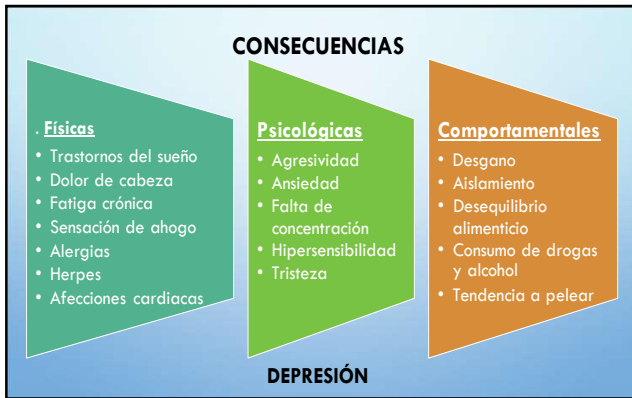 CONSECUENCIAS
. Físicas
• Trastornos del sueño
• Dolor de cabeza
• Fatiga crónica
• Sensación de ahogo
• Alergias
• Herpes
• Afecciones cardiacas
Psicológicas
• Agresividad
• Ansiedad
• Falta de
concentración
• Hipersensibilidad
• Tristeza
Comportamentales
• Desgano
• Aislamiento
• Desequilibrio
alimenticio
• Consumo de drogas
y alcohol
• Tendencia a pelear
DEPRESIÓN